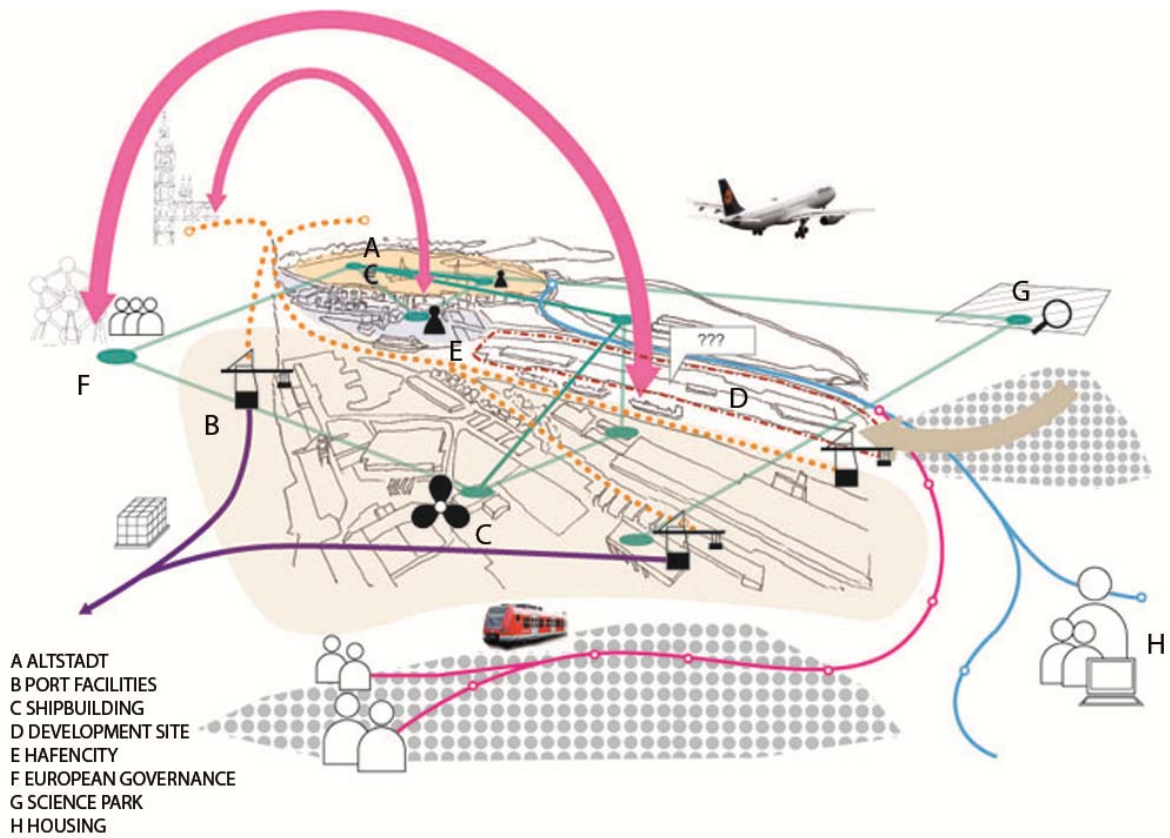 A
C
G
???
E
D
F
B
C
H
A ALTSTADT
B PORT FACILITIES
C SHIPBUILDING
D DEVELOPMENT SITE
E HAFENCITY
F EUROPEAN GOVERNANCE
G SCIENCE PARK
H HOUSING